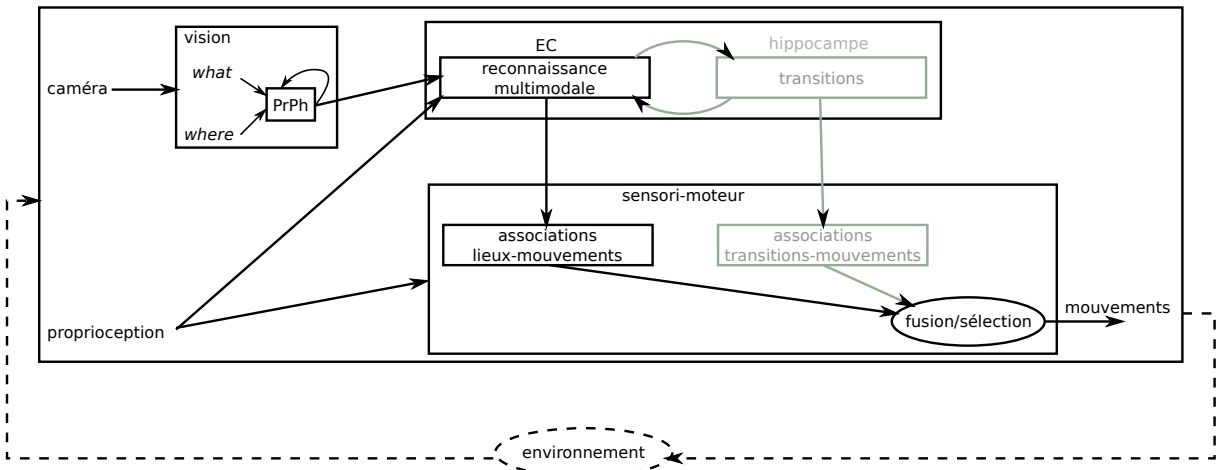 vision
what
caméra
PrPh
where
EC
hippocampe
reconnaissance
multimodale
transitions
sensori-moteur
associations
lieux-mouvements
associations
transitions-mouvements
proprioception
fusion/sélection
mouvements
environnement